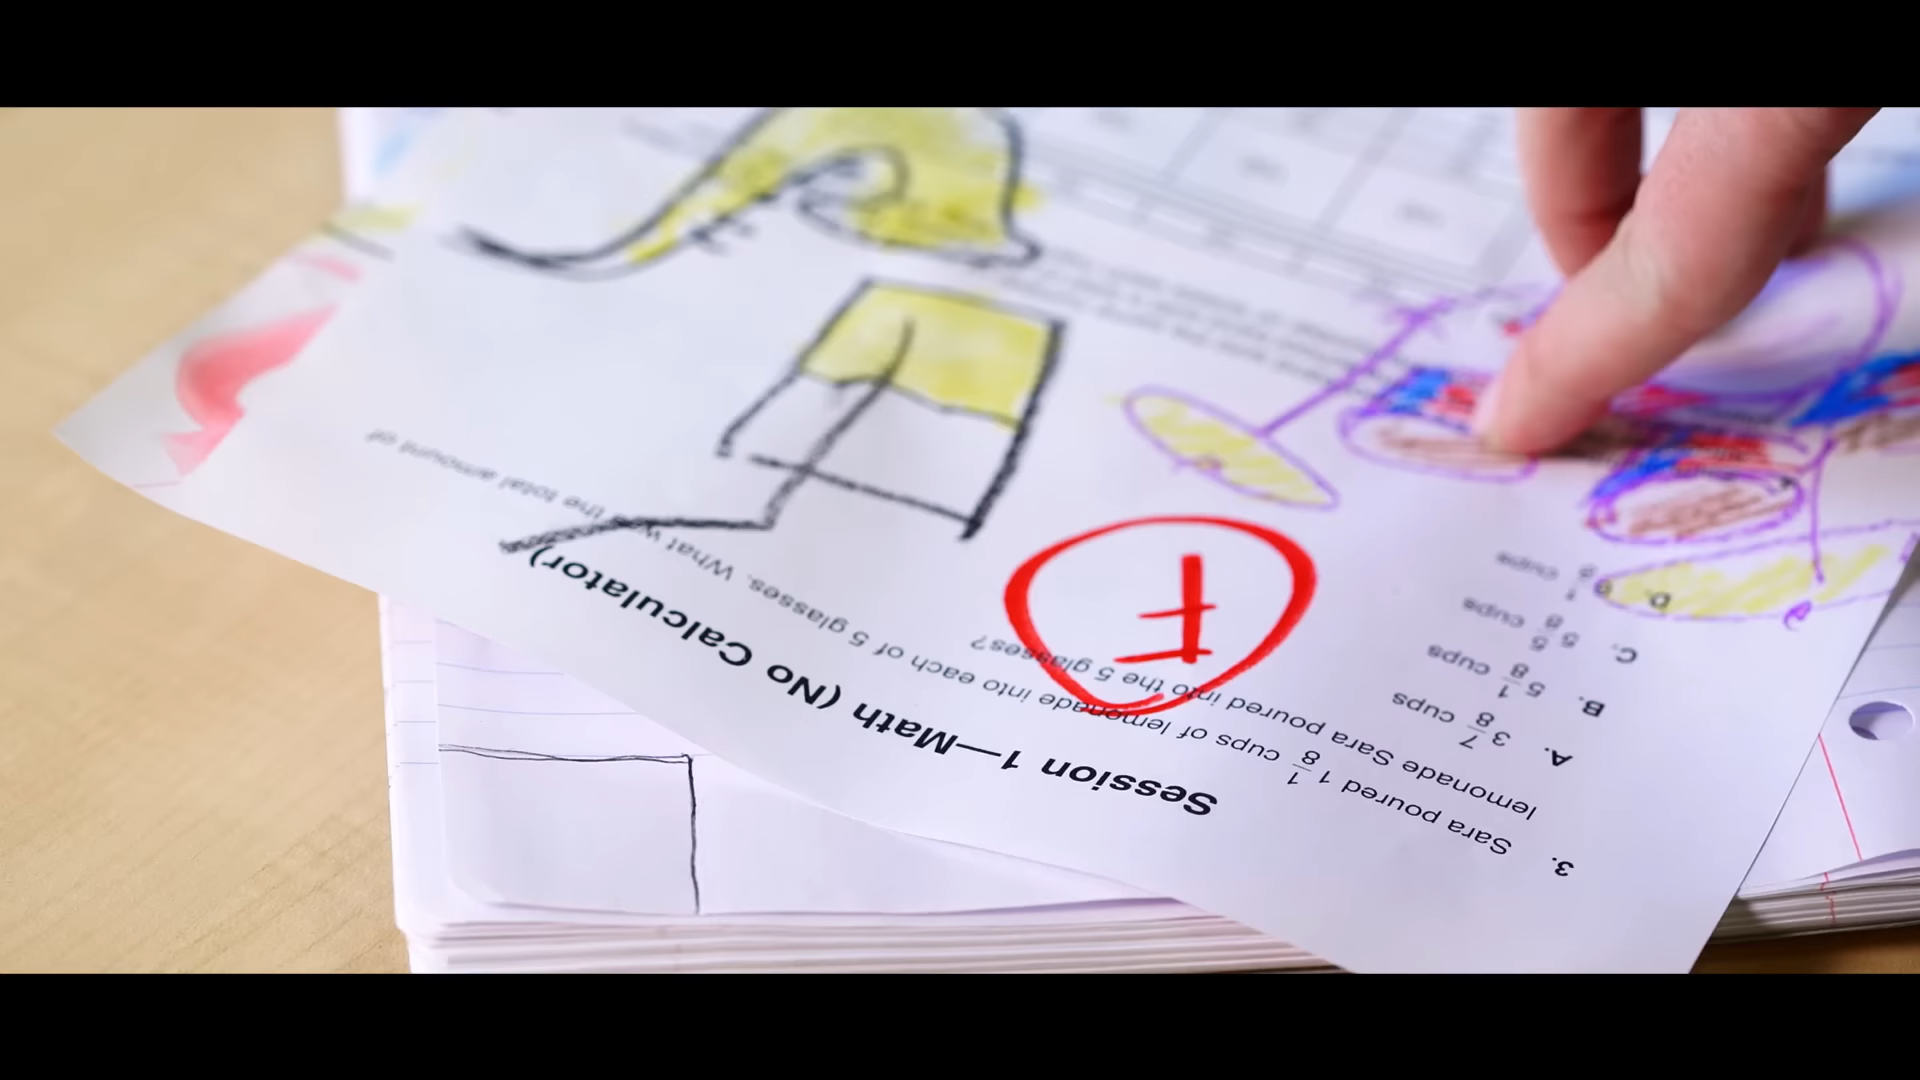 Session 1—Math (No Calculator)
3. Sara poured 1 1/8 cups of lemonade into each of 5 glasses. What was the total amount of
lemonade Sara poured into the 5 glasses?
F
A. 3 7/8 cups
B. 5 1/8 cups
C. 5 5/8 cups
D. cups